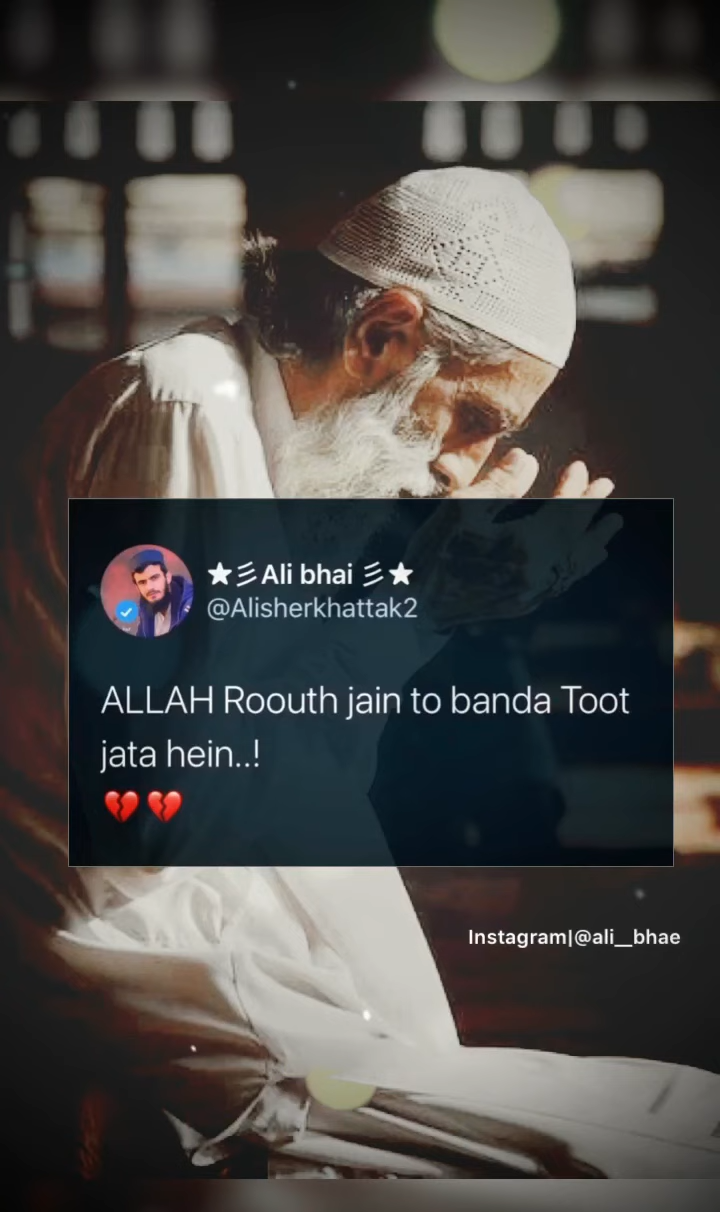 ★彡Ali bhai 彡★
@Alisherkhattak2
ALLAH Roouth jain to banda Toot
jata hein..!
💔💔
Instagram|@ali__bhae